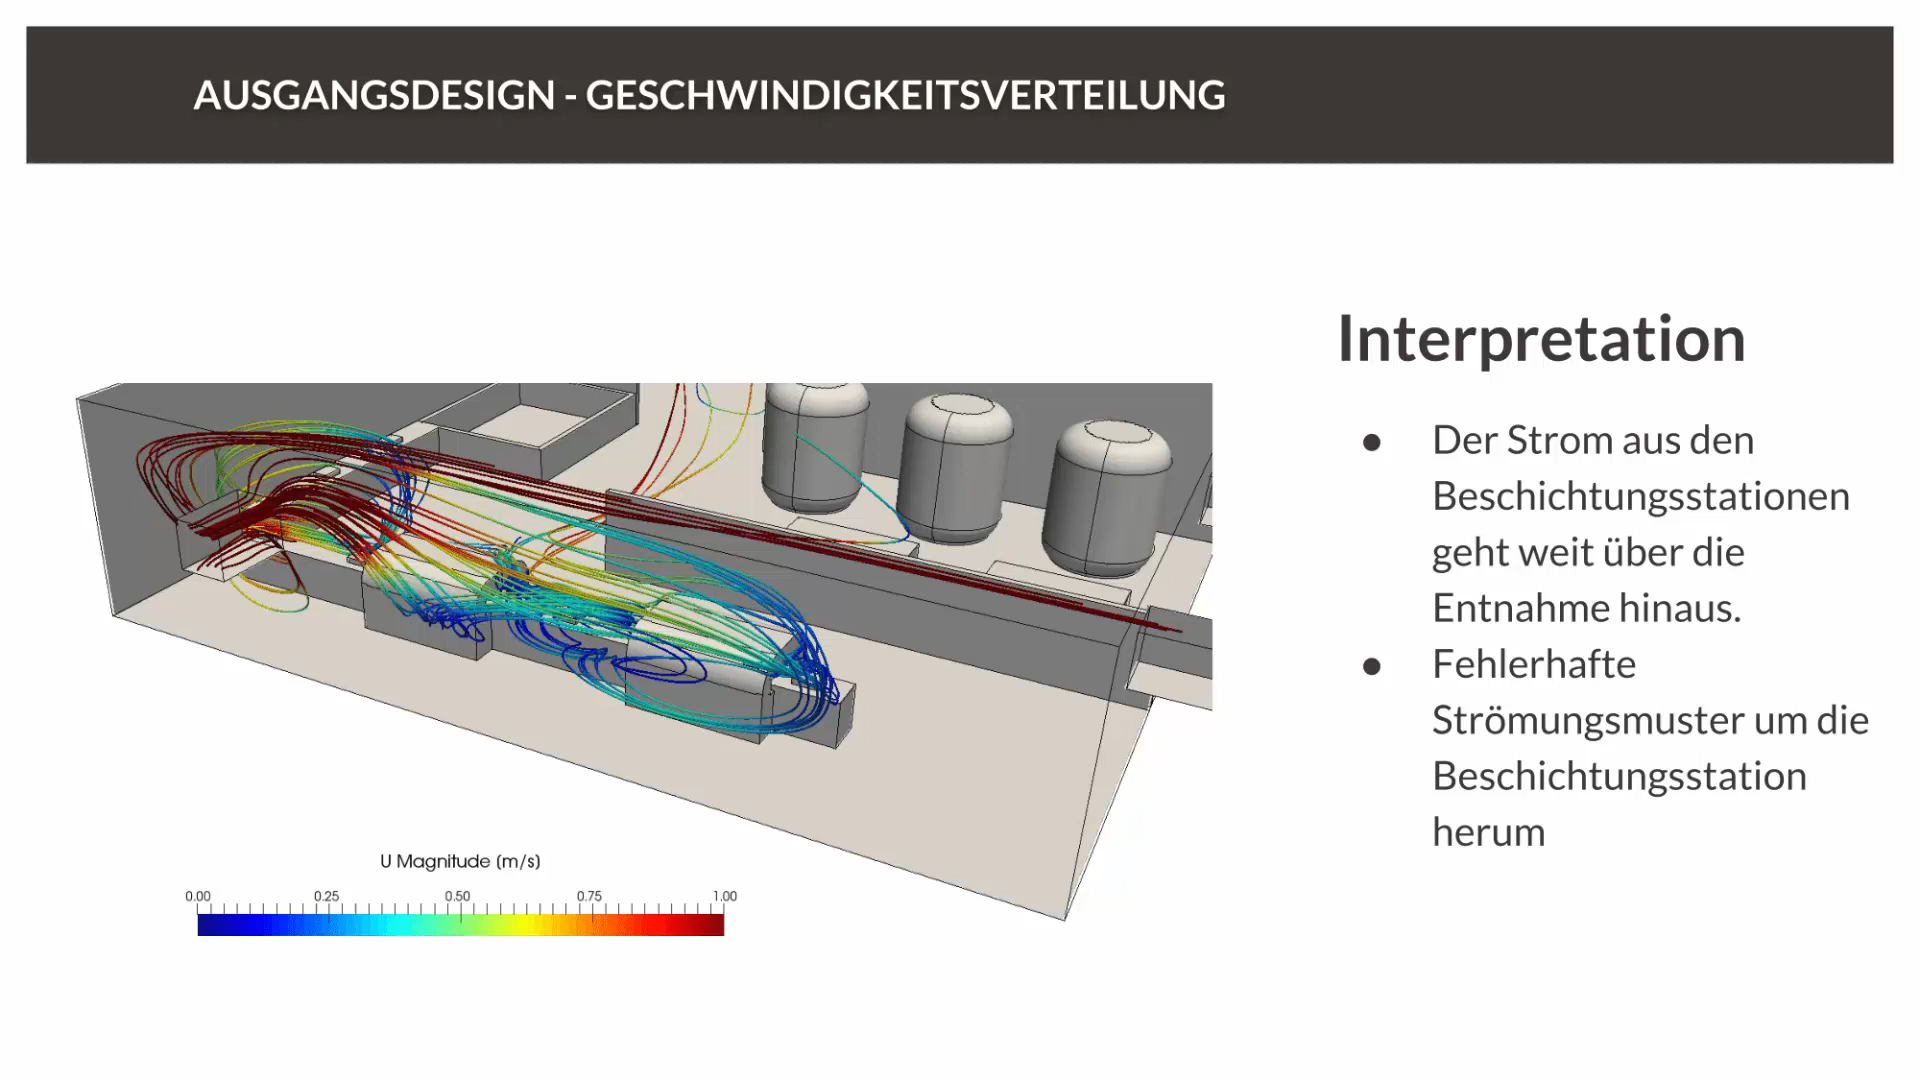 AUSGANGSDESIGN - GESCHWINDIGKEITSVERTEILUNG
Interpretation
● Der Strom aus den
Beschichtungsstationen
geht weit über die
Entnahme hinaus.
● Fehlerhafte
Strömungsmuster um die
Beschichtungsstation
herum
U Magnitude (m/s)
0.00 0.25 0.50 0.75 1.00